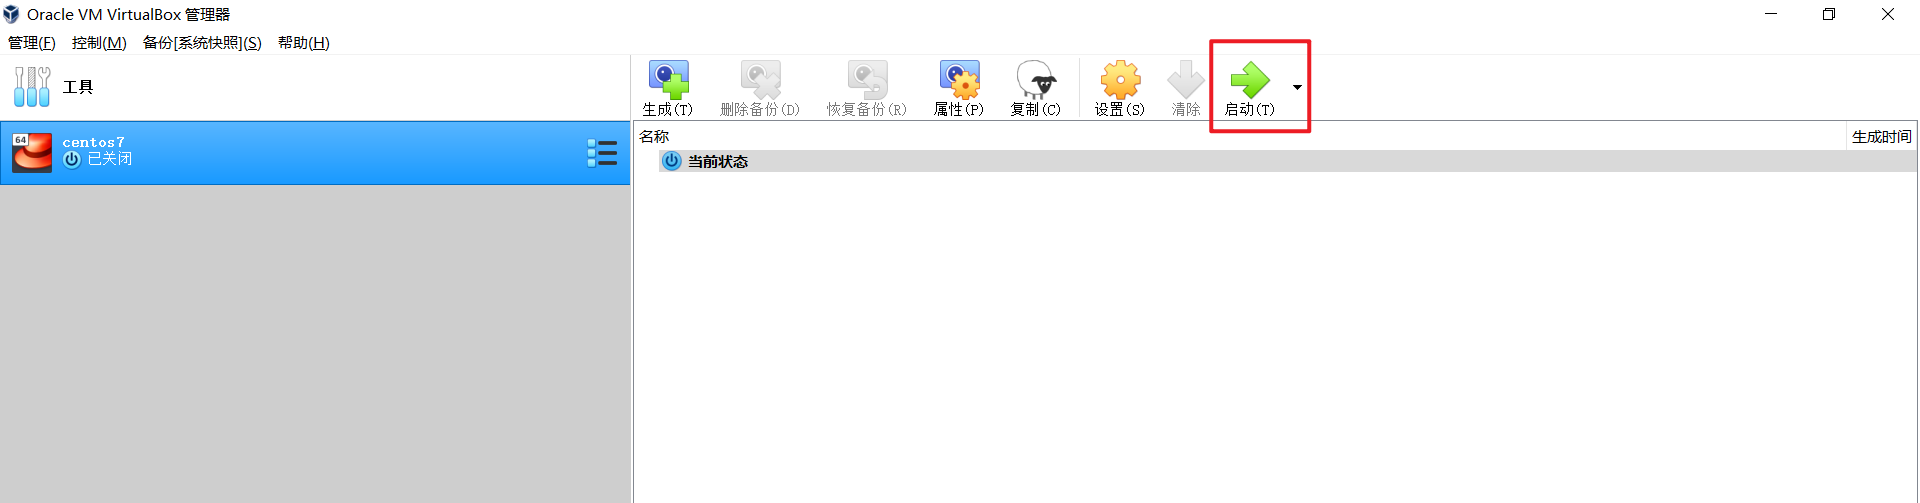 Oracle VM VirtualBox 管理器
管理(F) 控制(M) 备份[系统快照](S) 帮助(H)
工具
生成(T) 删除备份(D) 恢复备份(R) 属性(P) 复制(C) 设置(S) 清除 启动(T)
64
centos7
已关闭
名称 生成时间
当前状态